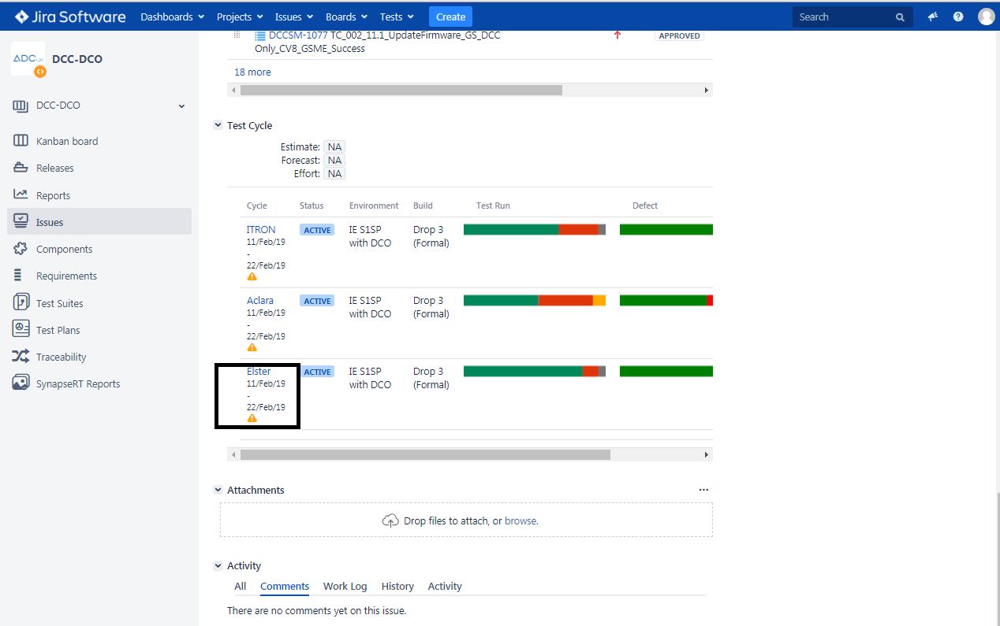 Jira Software Dashboards Projects Issues Boards Tests Create Search
ADC
DCC-DCO
DCC-DCO
Kanban board
Releases
Reports
Issues
Components
Requirements
Test Suites
Test Plans
Traceability
SynapseRT Reports
DCCSM-1077 TC_002_11.1_UpdateFirmware_GS_DCC APPROVED
Only_CV8_GSME_Success
18 more
Test Cycle
Estimate: NA
Forecast: NA
Effort: NA
Cycle Status Environment Build Test Run Defect
ITRON ACTIVE IE S1SP Drop 3
11/Feb/19 with DCO (Formal)
-
22/Feb/19
Aclara ACTIVE IE S1SP Drop 3
11/Feb/19 with DCO (Formal)
-
22/Feb/19
Elster ACTIVE IE S1SP Drop 3
11/Feb/19 with DCO (Formal)
-
22/Feb/19
Attachments
Drop files to attach, or browse.
Activity
All Comments Work Log History Activity
There are no comments yet on this issue.